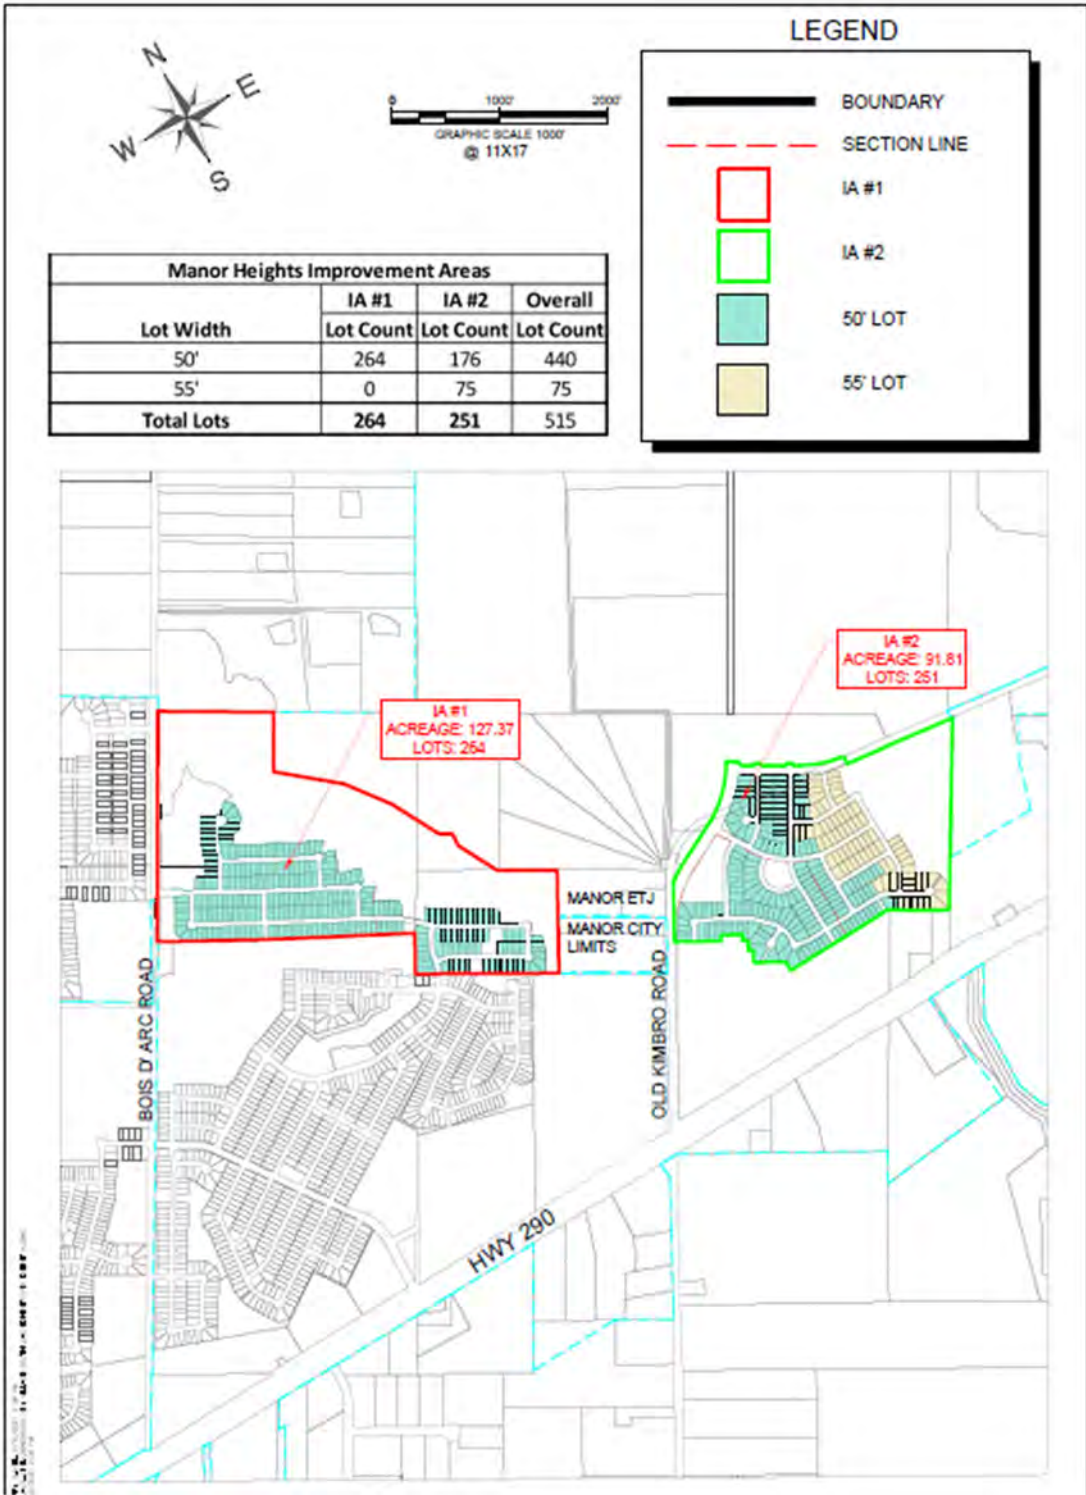 LEGEND
N
E
W
S
0 1000' 2000'
GRAPHIC SCALE 1000'
@ 11X17
BOUNDARY
SECTION LINE
IA #1
IA #2
50' LOT
55' LOT
Manor Heights Improvement Areas
IA #1 IA #2 Overall
Lot Width Lot Count Lot Count Lot Count
50' 264 176 440
55' 0 75 75
Total Lots 264 251 515
IA #2
ACREAGE: 91.81
LOTS: 251
IA #1
ACREAGE: 127.37
LOTS: 264
MANOR ETJ
MANOR CITY
LIMITS
BOIS D' ARC ROAD
OLD KIMBRO ROAD
HWY 290